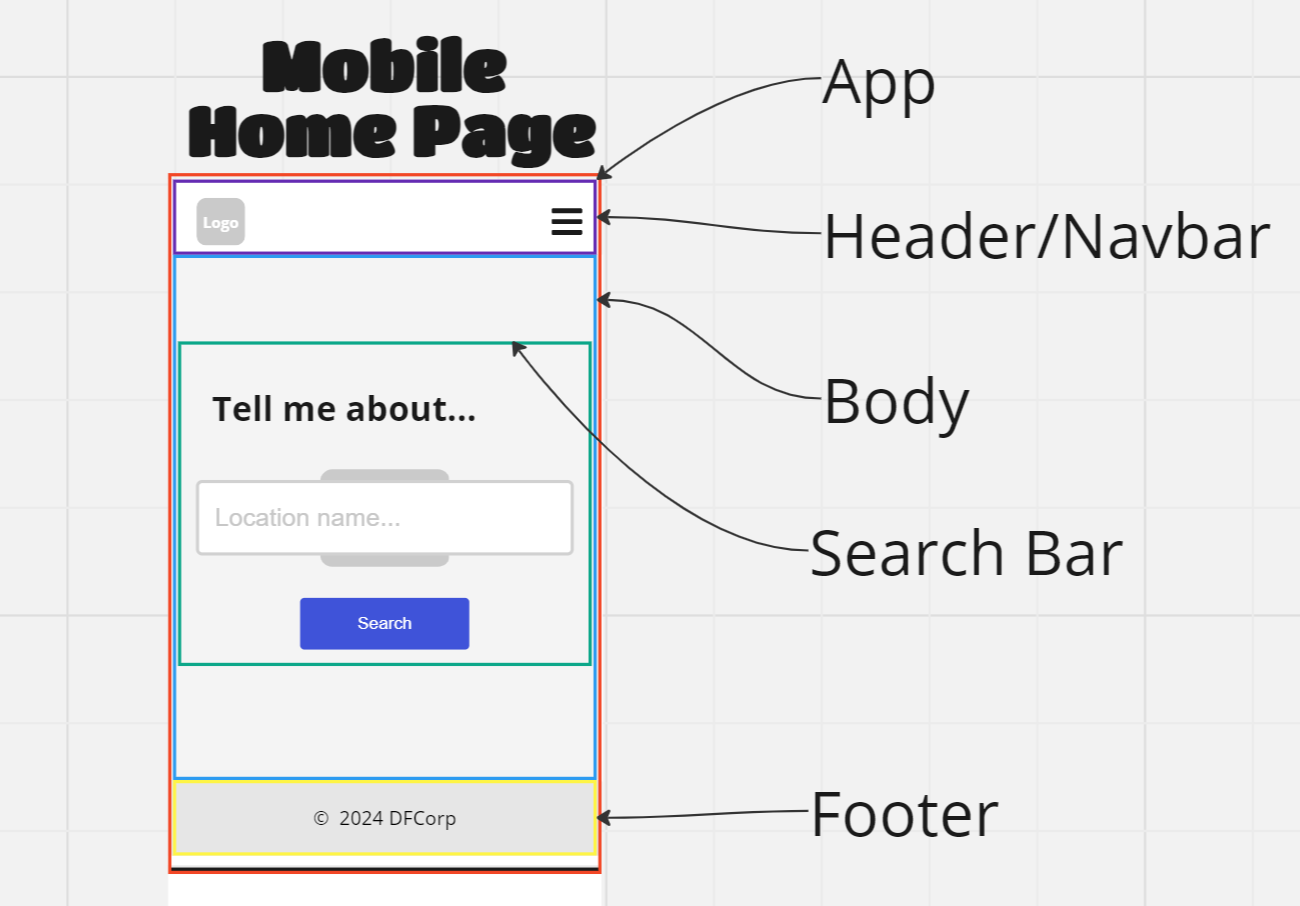 Mobile
Home Page
App
Logo
Header/Navbar
Body
Tell me about...
Location name...
Search Bar
Search
Footer
© 2024 DFCorp